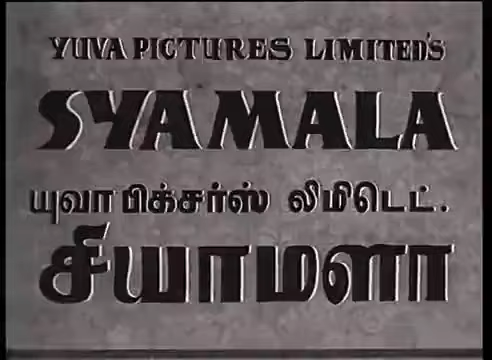 YUVA PICTURES LIMITED'S
SYAMALA
யுவா பிக்சர்ஸ் லிமிடெட்.
சியாமளா